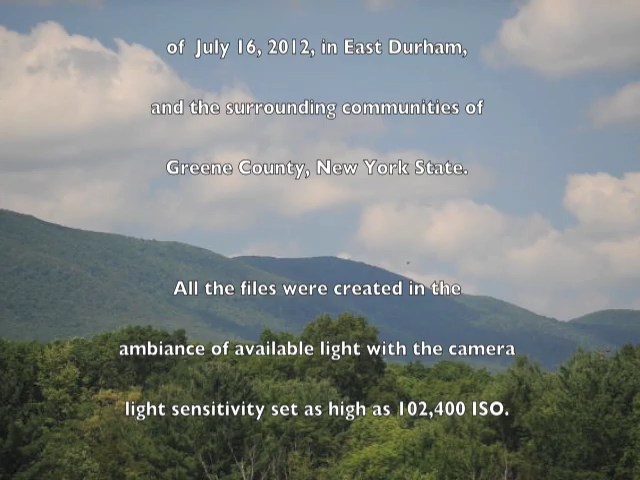 of July 16, 2012, in East Durham,
and the surrounding communities of
Greene County, New York State.
All the files were created in the
ambiance of available light with the camera
light sensitivity set as high as 102,400 ISO.